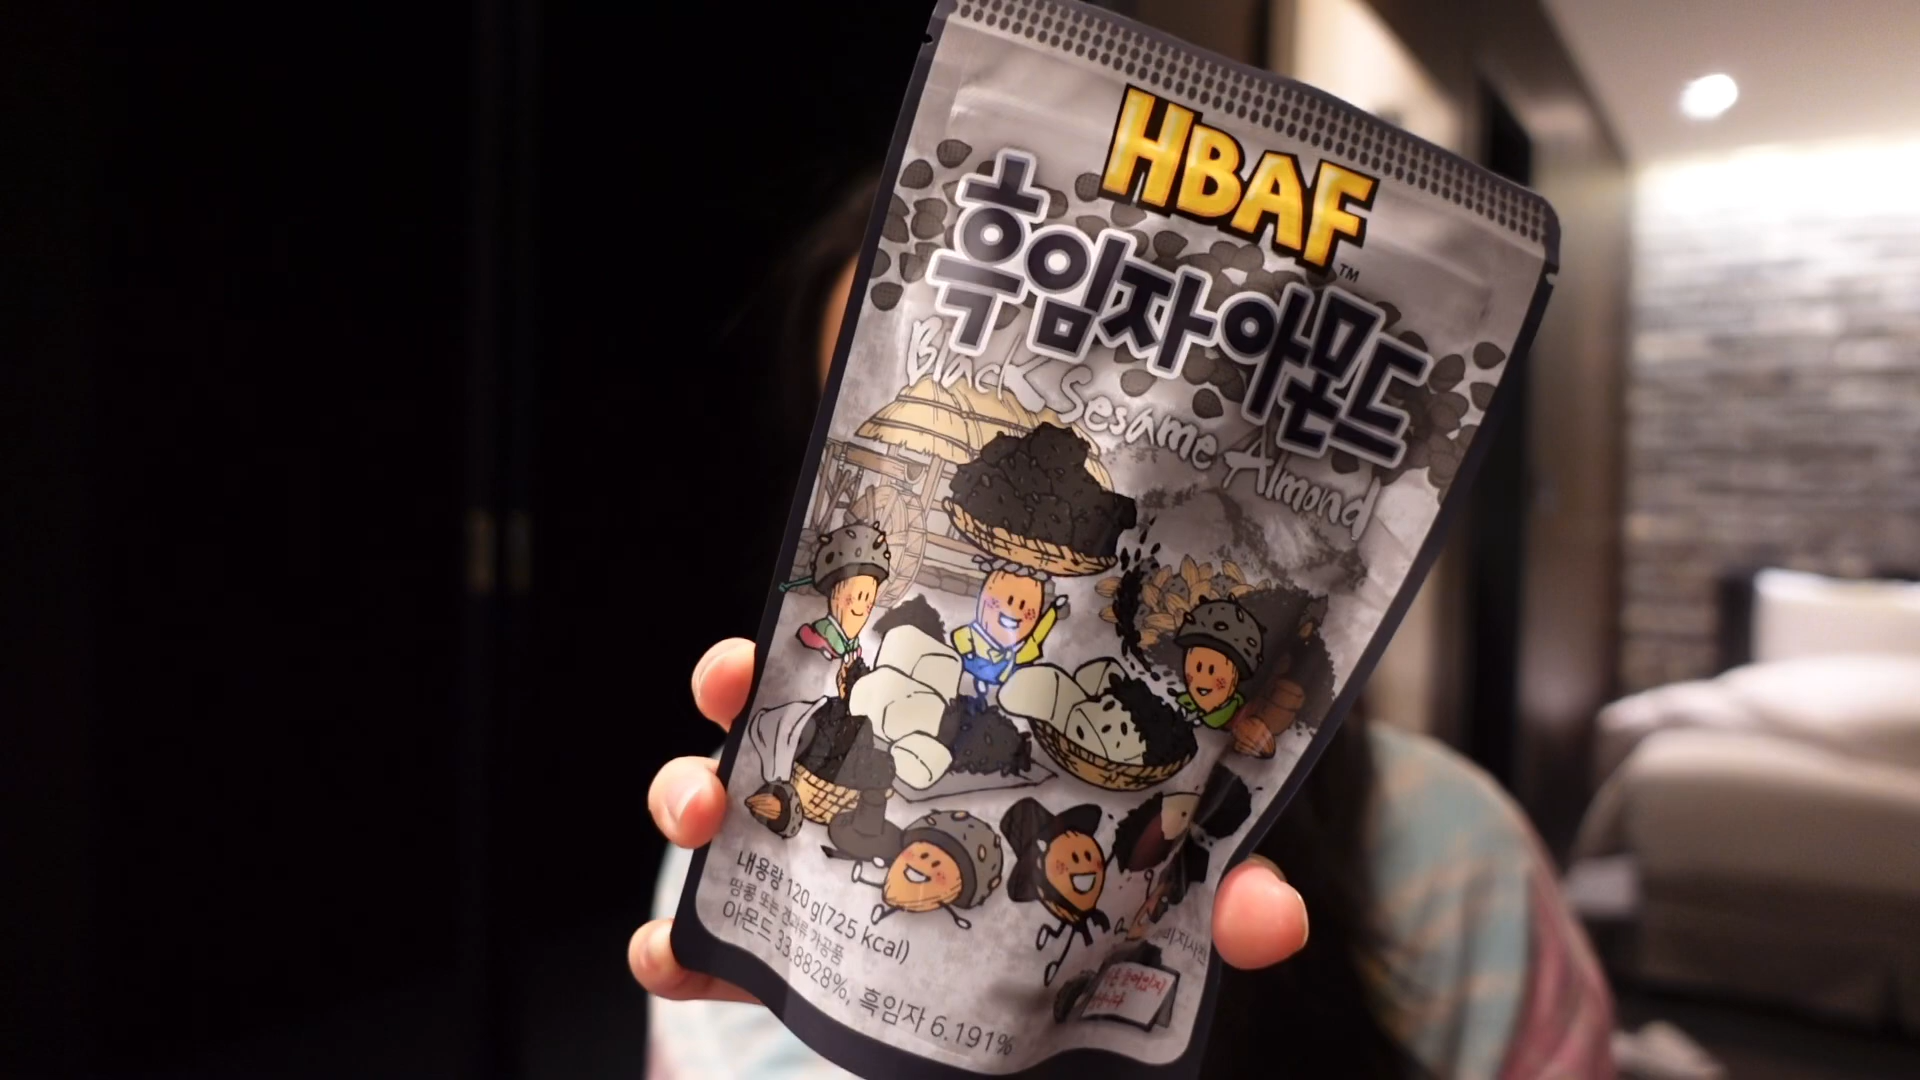 HBAF
TM
흑임자아몬드
Black Sesame Almond
내용량 120 g(725 kcal)
땅콩 또는 견과류 가공품
아몬드 33.8828%, 흑임자 6.191%